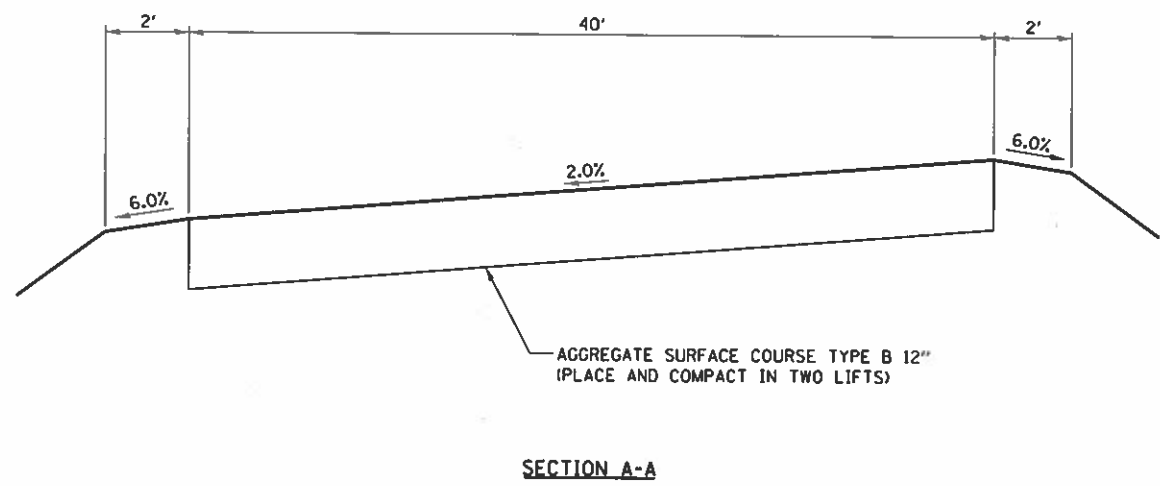 2' 40' 2'
6.0%
2.0%
6.0%
AGGREGATE SURFACE COURSE TYPE B 12"
(PLACE AND COMPACT IN TWO LIFTS)
SECTION A-A